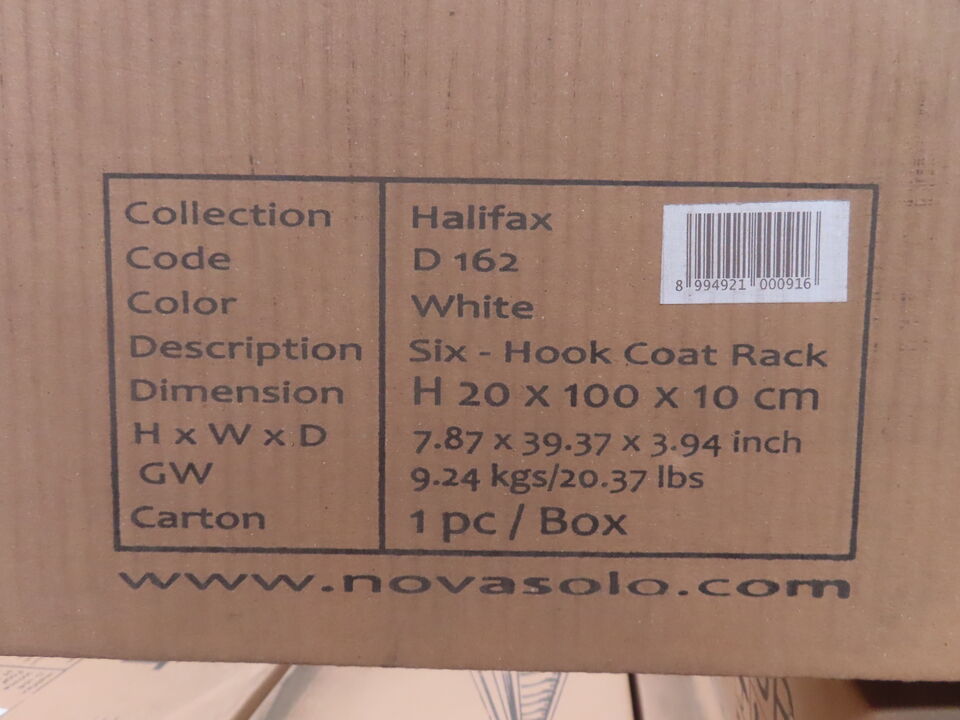 Collection Halifax
Code D 162
Color White
Description Six - Hook Coat Rack
Dimension H 20 x 100 x 10 cm
H x W x D 7.87 x 39.37 x 3.94 inch
GW 9.24 kgs/20.37 lbs
Carton 1 pc / Box
8 994921 000916
www.novasolo.com